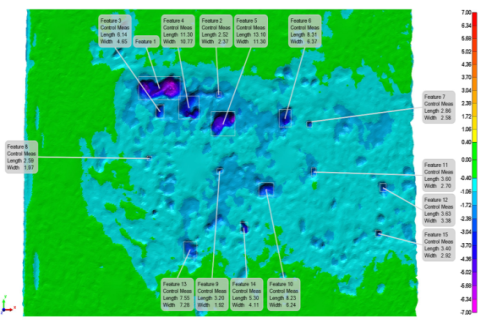 Feature 3
Control Meas
Length 8.14
Width 4.65
Feature 4
Control Meas
Length 11.30
Width 10.77
Feature 2
Control Meas
Length 2.52
Width 2.37
Feature 5
Control Meas
Length 13.10
Width 11.30
Feature 6
Control Meas
Length 8.31
Width 6.37
Feature 1
Feature 7
Control Meas
Length 2.86
Width 2.58
Control Meas
Length 2.59
Width 1.97
Feature 11
Control Meas
Length 3.60
Width 2.70
Feature 12
Control Meas
Length 3.63
Width 3.38
Feature 15
Control Meas
Length 3.40
Width 2.92
Feature 13
Control Meas
Length 7.55
Width 7.28
Feature 9
Control Meas
Length 3.20
Width 1.92
Feature 14
Control Meas
Length 5.30
Width 4.11
Feature 10
Control Meas
Length 8.23
Width 6.24
7.00
6.34
5.68
5.02
4.36
3.70
3.04
2.38
1.72
1.06
0.40
0.00
-0.40
-1.06
-1.72
-2.38
-3.04
-3.70
-4.36
-5.02
-5.68
-6.34
-7.00